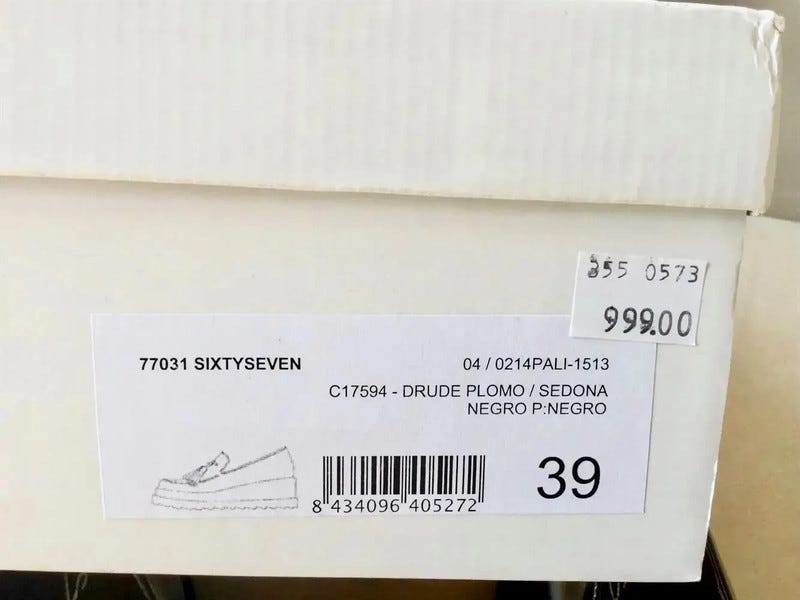 355 0573
999.00
77031 SIXTYSEVEN 04 / 0214PALI-1513
C17594 - DRUDE PLOMO / SEDONA
NEGRO P:NEGRO
39
8 434096 405272